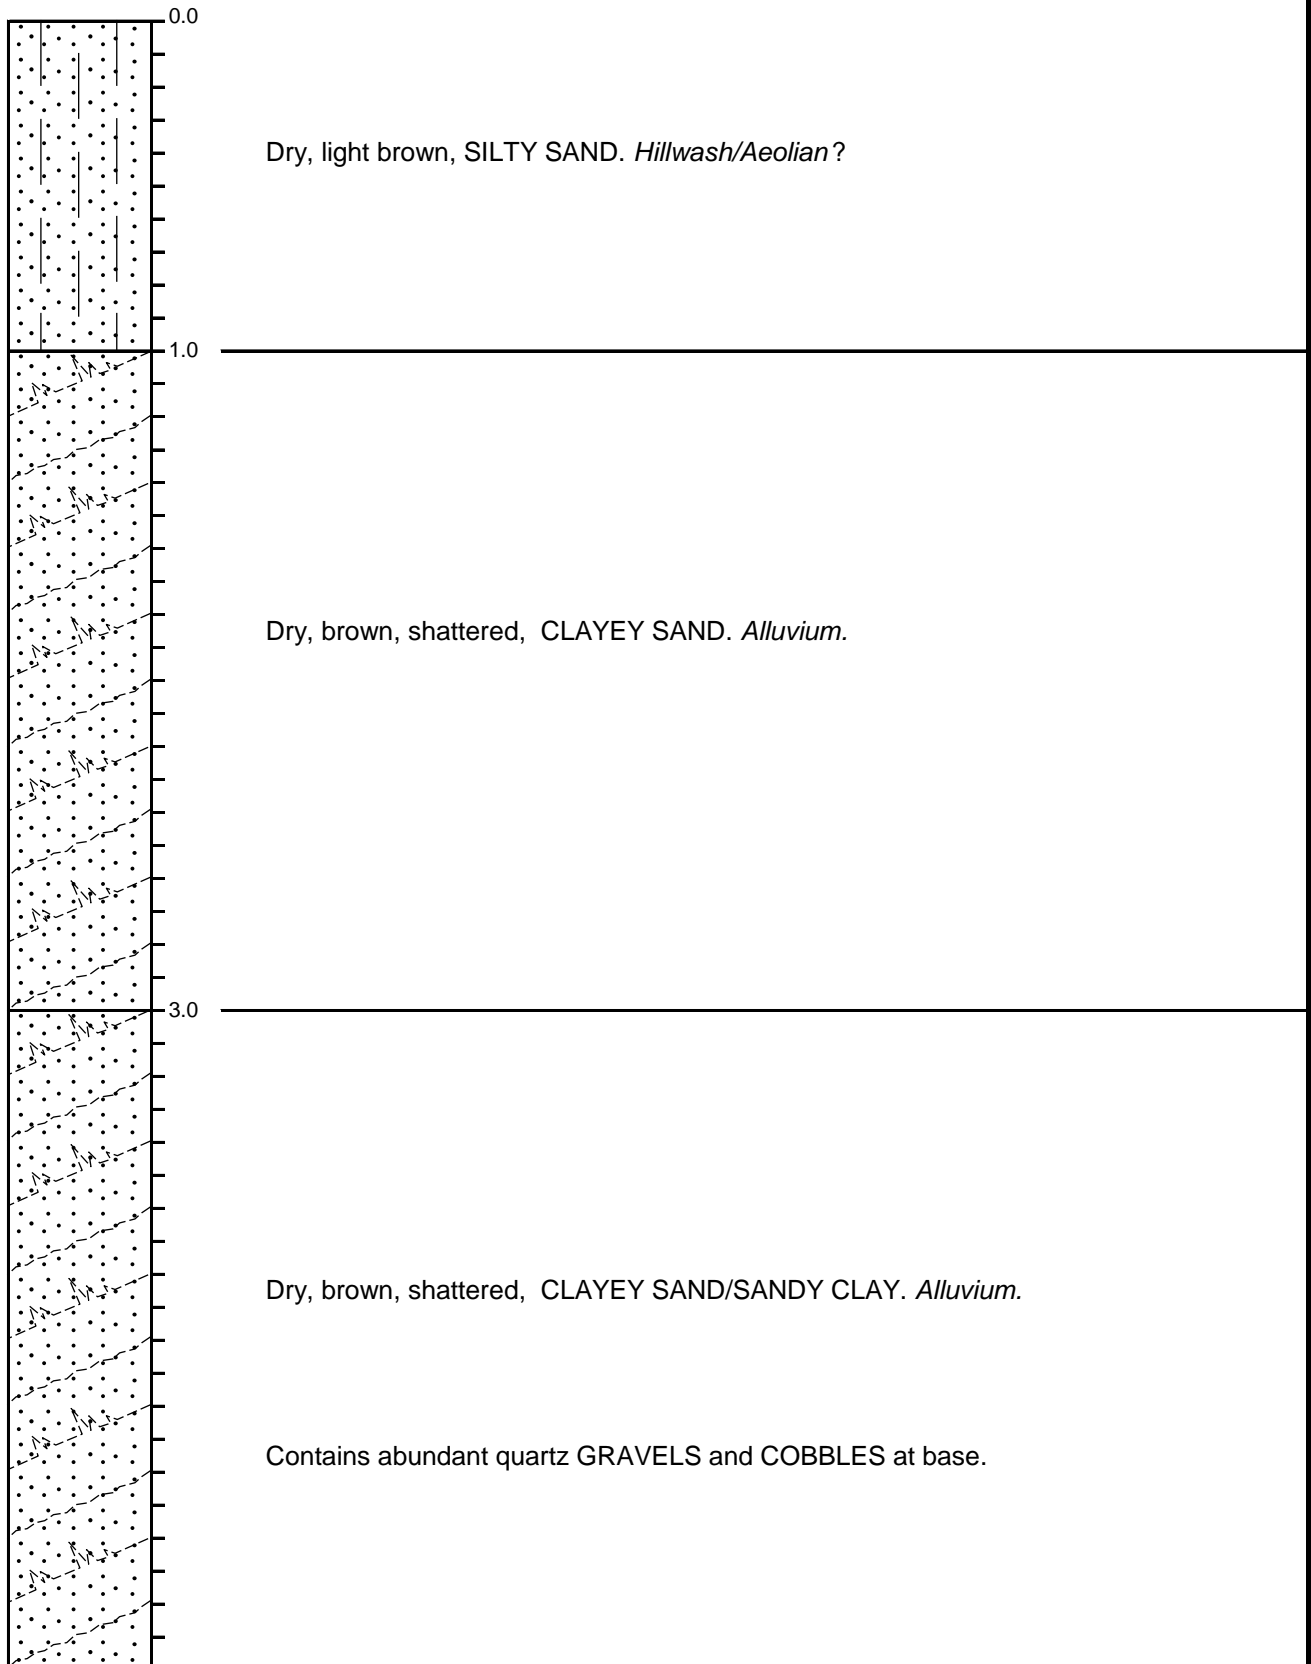 0.0
Dry, light brown, SILTY SAND. Hillwash/Aeolian?
1.0
Dry, brown, shattered,  CLAYEY SAND. Alluvium.
3.0
Dry, brown, shattered,  CLAYEY SAND/SANDY CLAY. Alluvium.
Contains abundant quartz GRAVELS and COBBLES at base.